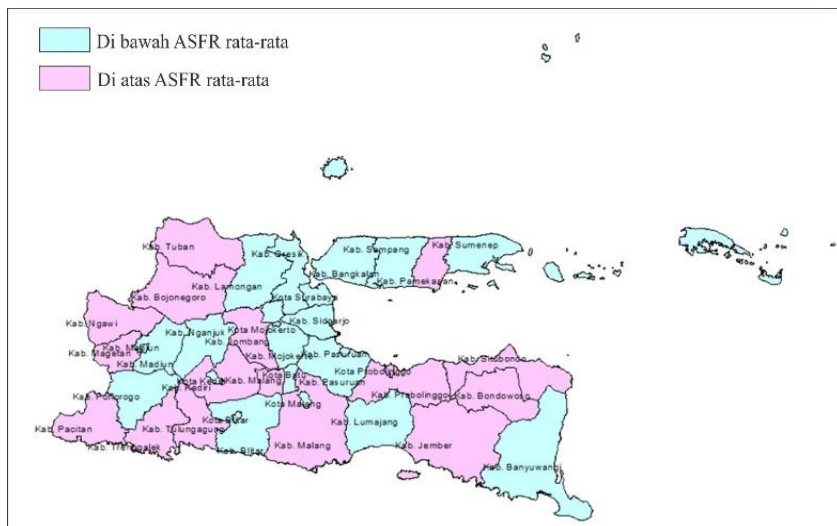 Di bawah ASFR rata-rata
Di atas ASFR rata-rata
Kab. Tuban
Kab. Gresik
Kab. Sampang
Kab. Sumenep
Kab. Bangkalan
Kab. Pamekasan
Kab. Lamongan
Kab. Bojonegoro
Kota Surabaya
Kab. Ngawi
Kab. Nganjuk
Kota Mojokerto
Kab. Sidoarjo
Kab. Jombang
Kab. Magetan
Kab. Madiun
Kab. Mojokerto
Kab. Pasuruan
Kab. Situbondo
Kota Batu
Kota Probolinggo
Kota Kediri
Kab. Kediri
Kab. Malang
Kab. Pasuruan
Kab. Probolinggo
Kab. Bondowoso
Kab. Ponorogo
Kota Malang
Kab. Pacitan
Kab. Tulungagung
Kota Blitar
Kab. Lumajang
Kab. Trenggalek
Kab. Blitar
Kab. Malang
Kab. Jember
Kab. Banyuwangi